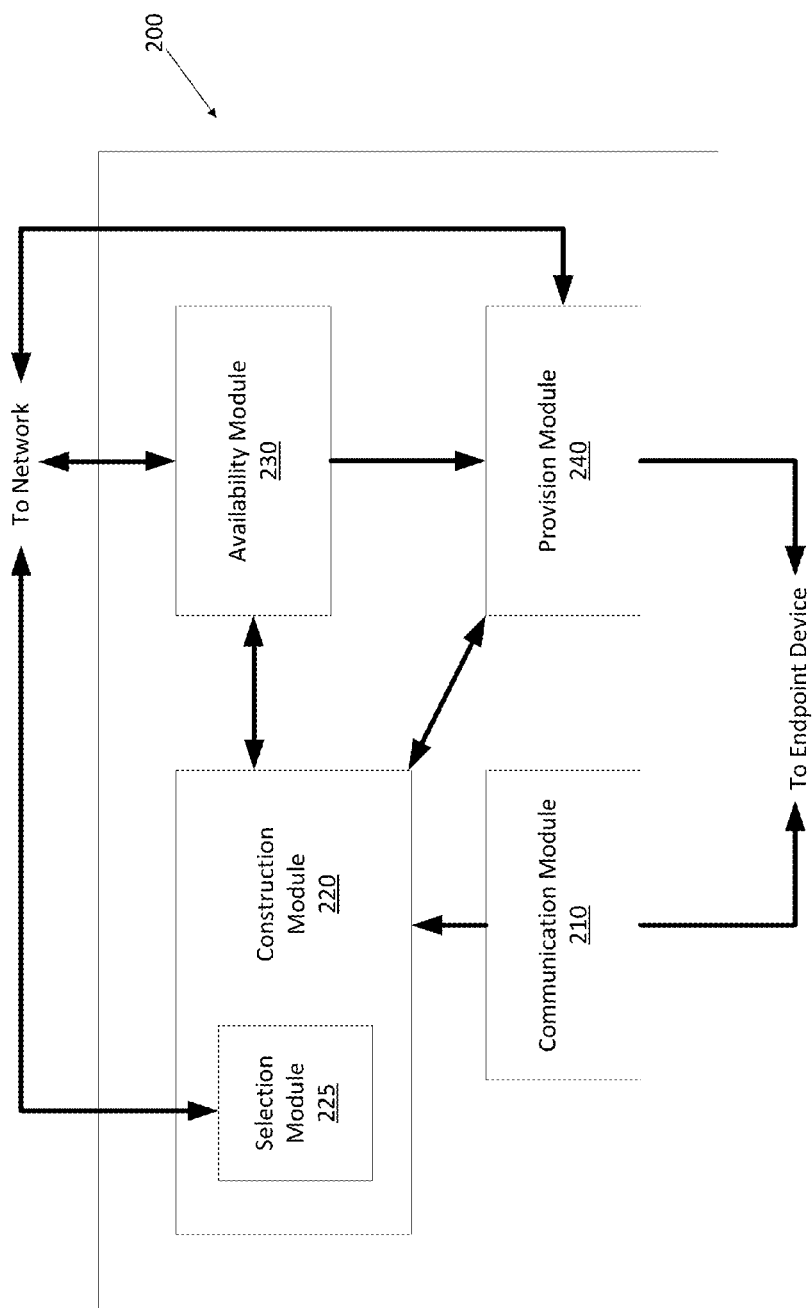 200
To Network
Availability Module
230
Provision Module
240
Construction
Module
220
Selection
Module
225
Communication Module
210
To Endpoint Device